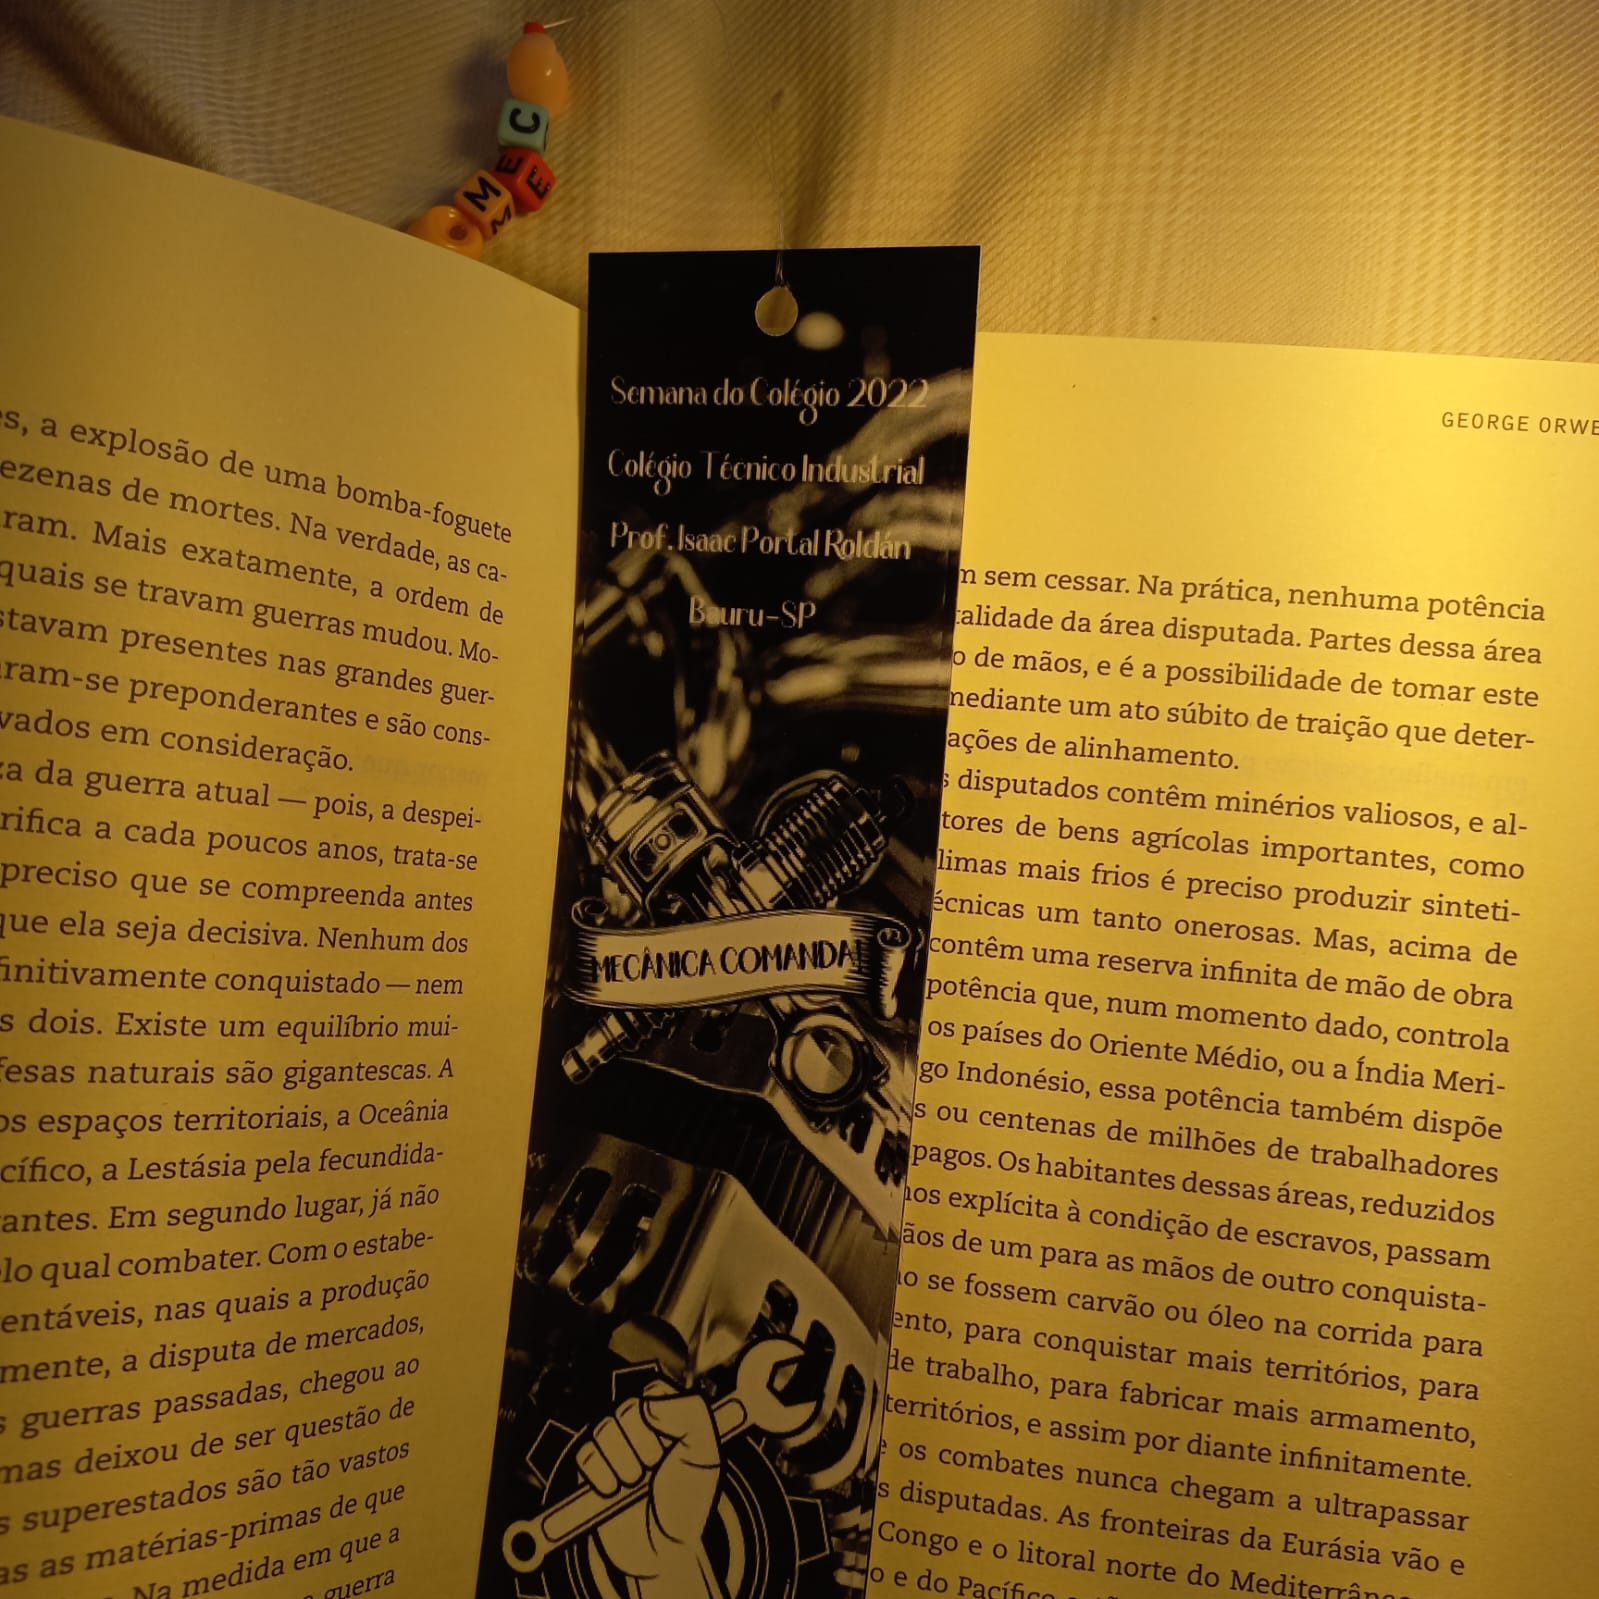 C
E E
M M
es, a explosão de uma bomba-foguete
ezenas de mortes. Na verdade, as ca-
ram. Mais exatamente, a ordem de
quais se travam guerras mudou. Mo-
stavam presentes nas grandes guer-
ram-se preponderantes e são cons-
vados em consideração.
za da guerra atual — pois, a despei-
rifica a cada poucos anos, trata-se
preciso que se compreenda antes
que ela seja decisiva. Nenhum dos
finitivamente conquistado — nem
s dois. Existe um equilíbrio mui-
fesas naturais são gigantescas. A
os espaços territoriais, a Oceânia
cífico, a Lestásia pela fecundida-
antes. Em segundo lugar, já não
elo qual combater. Com o estabe-
entáveis, nas quais a produção
mente, a disputa de mercados,
s guerras passadas, chegou ao
mas deixou de ser questão de
s superestados são tão vastos
as as matérias-primas de que
Na medida em que a
guerra
Semana do Colégio 2022
Colégio Técnico Industrial
Prof. Isaac Portal Roldán
Bauru-SP
MECÂNICA COMANDA!
GEORGE ORWE
m sem cessar. Na prática, nenhuma potência
talidade da área disputada. Partes dessa área
o de mãos, e é a possibilidade de tomar este
mediante um ato súbito de traição que deter-
ações de alinhamento.
s disputados contêm minérios valiosos, e al-
tores de bens agrícolas importantes, como
limas mais frios é preciso produzir sinteti-
écnicas um tanto onerosas. Mas, acima de
contêm uma reserva infinita de mão de obra
potência que, num momento dado, controla
os países do Oriente Médio, ou a Índia Meri-
go Indonésio, essa potência também dispõe
s ou centenas de milhões de trabalhadores
pagos. Os habitantes dessas áreas, reduzidos
nos explícita à condição de escravos, passam
ãos de um para as mãos de outro conquista-
no se fossem carvão ou óleo na corrida para
ento, para conquistar mais territórios, para
de trabalho, para fabricar mais armamento,
territórios, e assim por diante infinitamente.
e os combates nunca chegam a ultrapassar
s disputadas. As fronteiras da Eurásia vão e
Congo e o litoral norte do Mediterrâne
o e do Pacífico